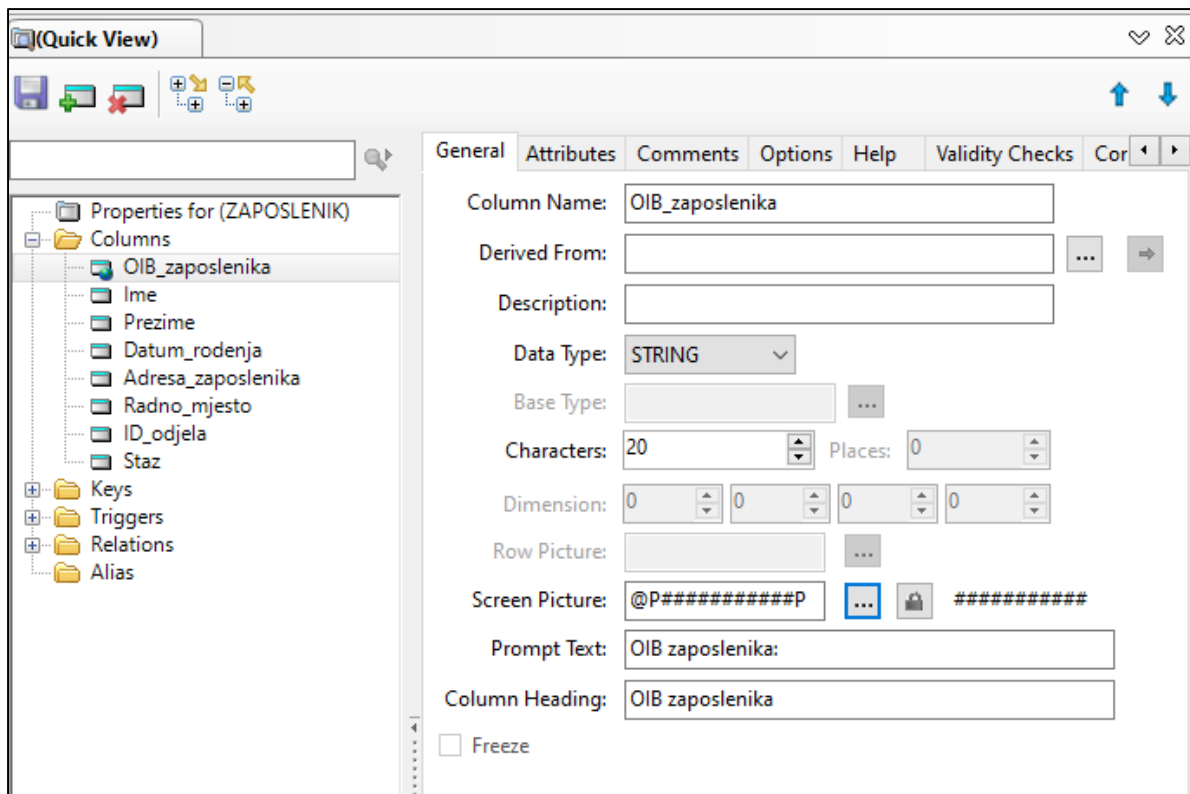 (Quick View)
General Attributes Comments Options Help Validity Checks Cor
Properties for (ZAPOSLENIK)
Columns
OIB_zaposlenika
Ime
Prezime
Datum_rodenja
Adresa_zaposlenika
Radno_mjesto
ID_odjela
Staz
Keys
Triggers
Relations
Alias
Column Name: OIB_zaposlenika
Derived From: ...
Description:
Data Type: STRING
Base Type: ...
Characters: 20 Places: 0
Dimension: 0 0 0 0
Row Picture: ...
Screen Picture: @P###########P ... ###########
Prompt Text: OIB zaposlenika:
Column Heading: OIB zaposlenika
Freeze